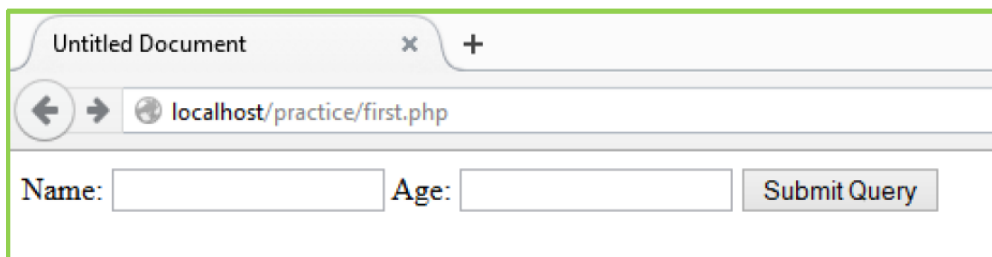 Untitled Document
localhost/practice/first.php
Name: Age: Submit Query